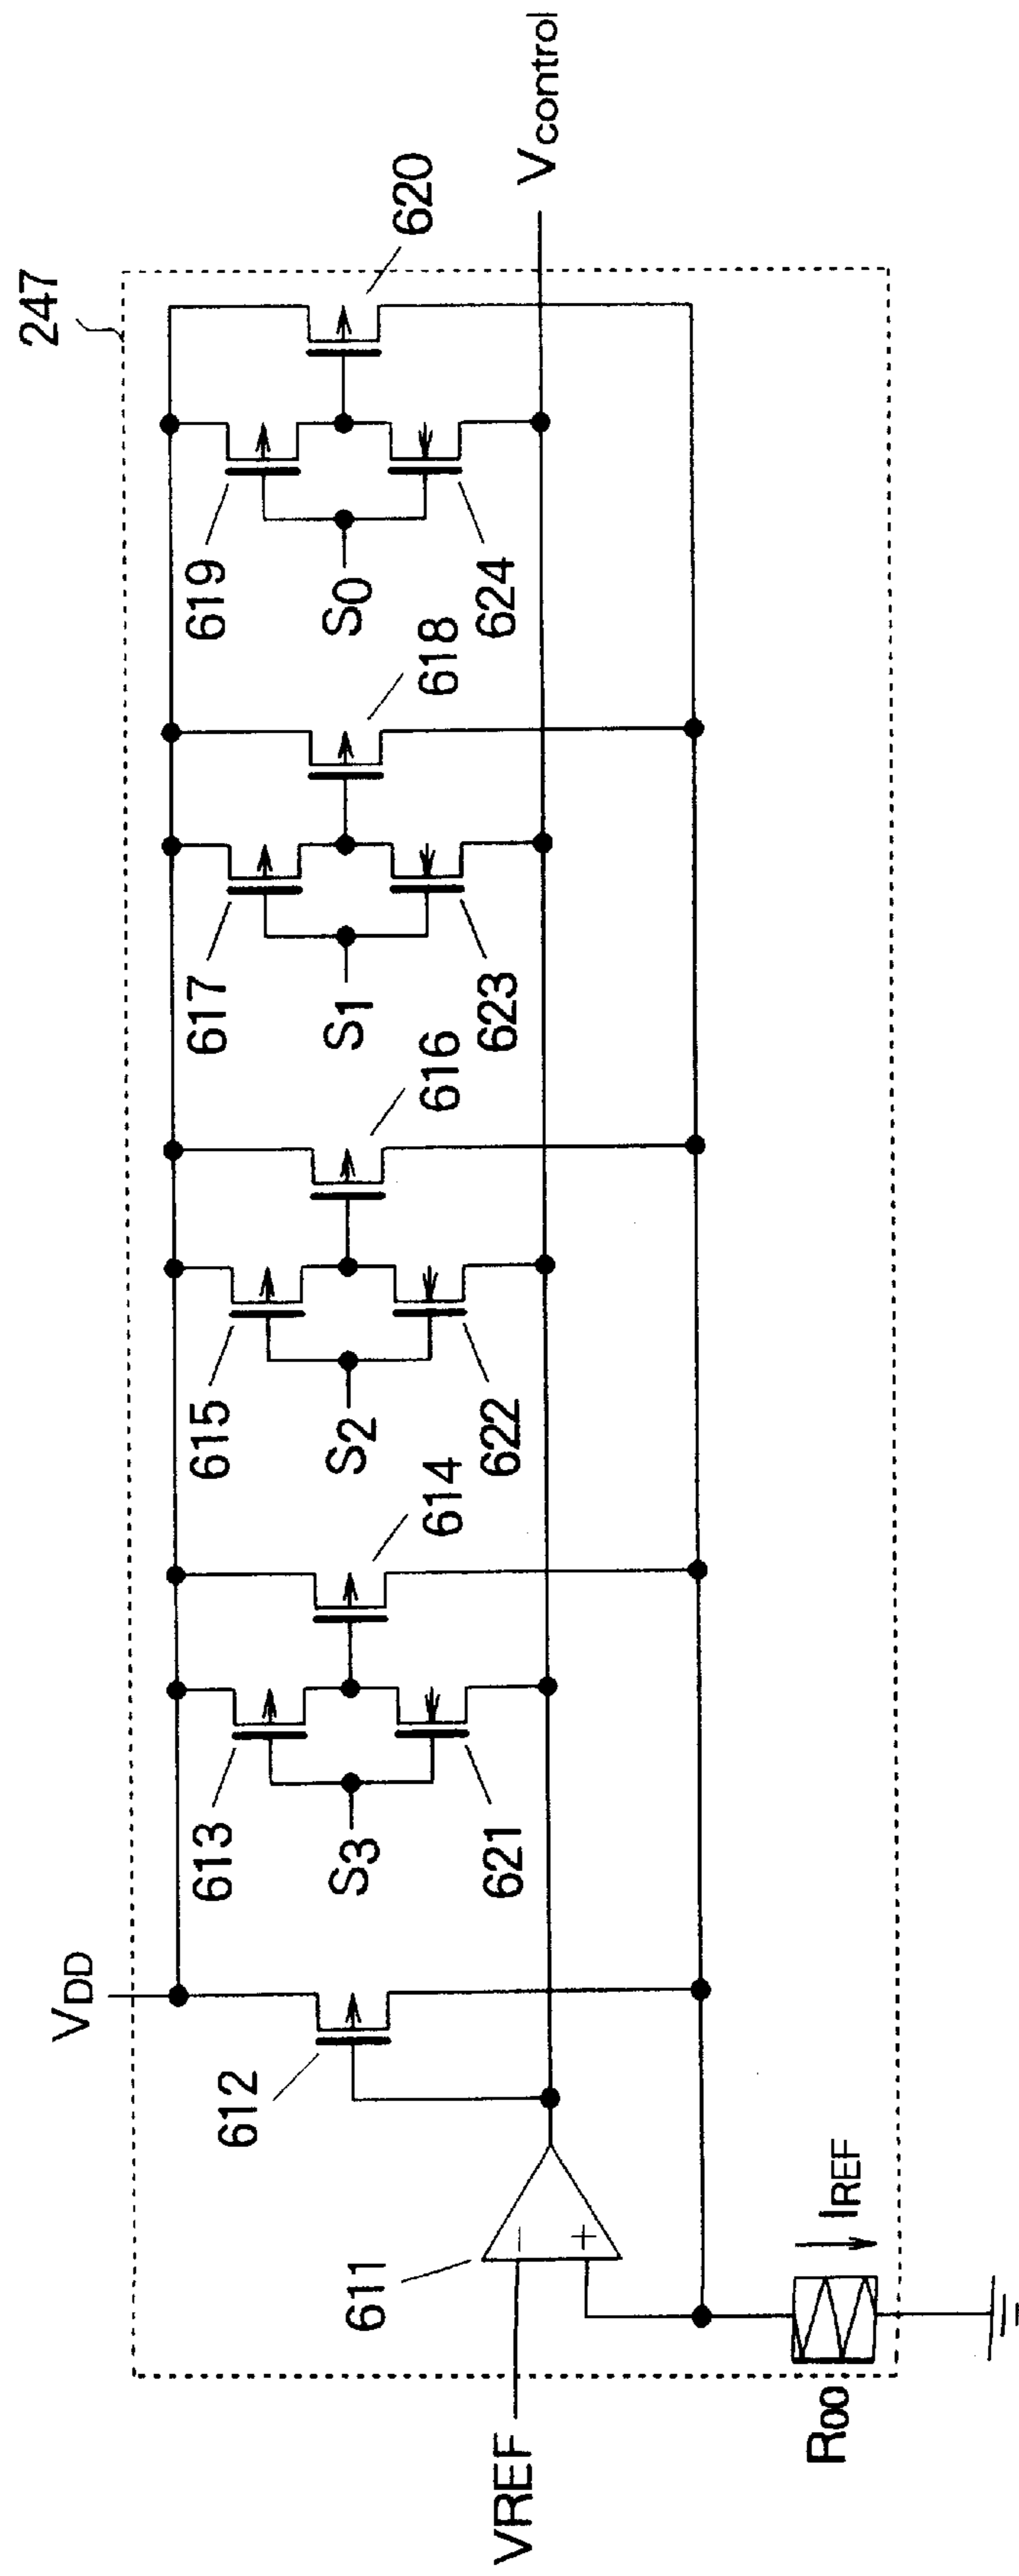 247
VDD
612
613
S3
621
614
615
S2
622
616
617
S1
623
618
619
S0
624
620
Vcontrol
611
−
+
VREF
R00
IREF